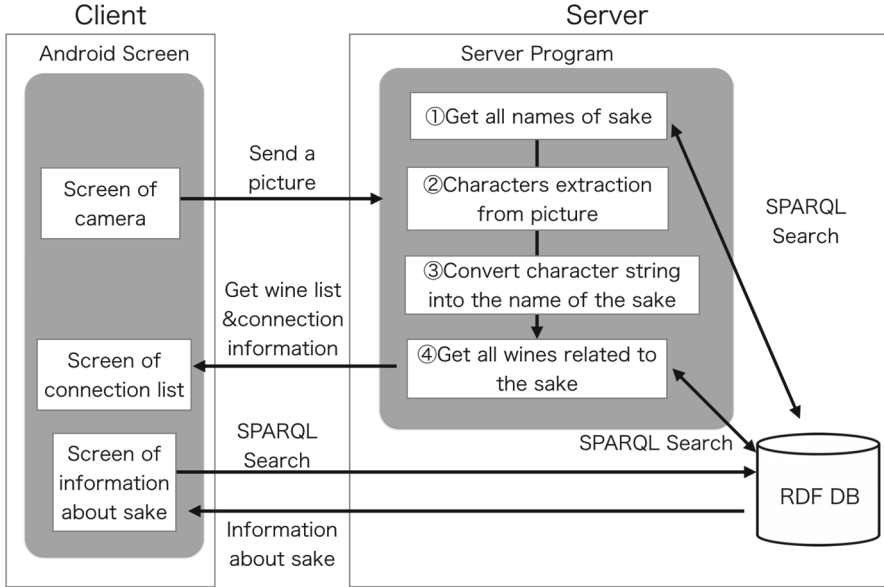 Client
Server
Android Screen
Server Program
①Get all names of sake
Send a
picture
Screen of
camera
②Characters extraction
from picture
SPARQL
Search
③Convert character string
into the name of the sake
Get wine list
&connection
information
Screen of
connection list
④Get all wines related to
the sake
SPARQL Search
SPARQL
Search
Screen of
information
about sake
RDF DB
Information
about sake